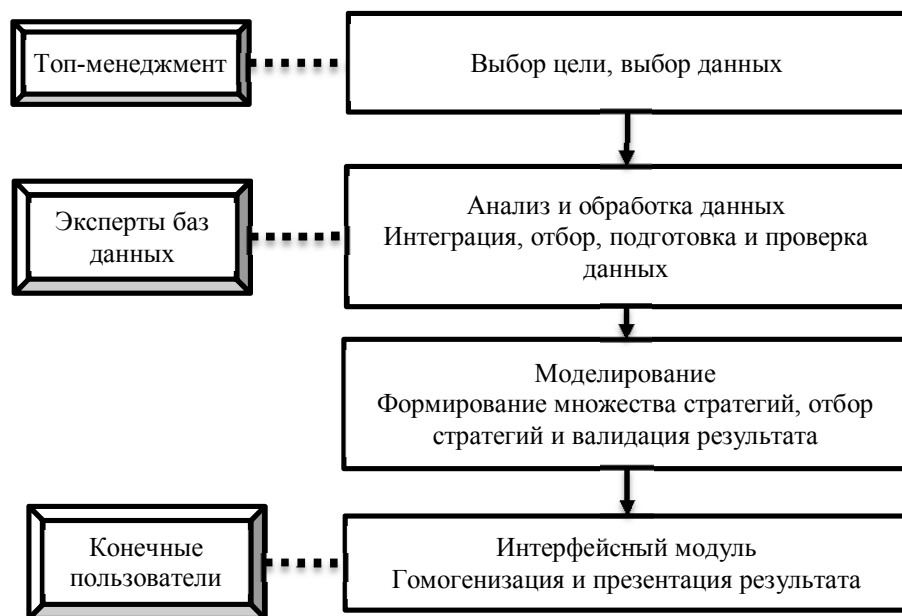 Топ-менеджмент
Выбор цели, выбор данных
Эксперты баз
данных
Анализ и обработка данных
Интеграция, отбор, подготовка и проверка
данных
Моделирование
Формирование множества стратегий, отбор
стратегий и валидация результата
Конечные
пользователи
Интерфейсный модуль
Гомогенизация и презентация результата